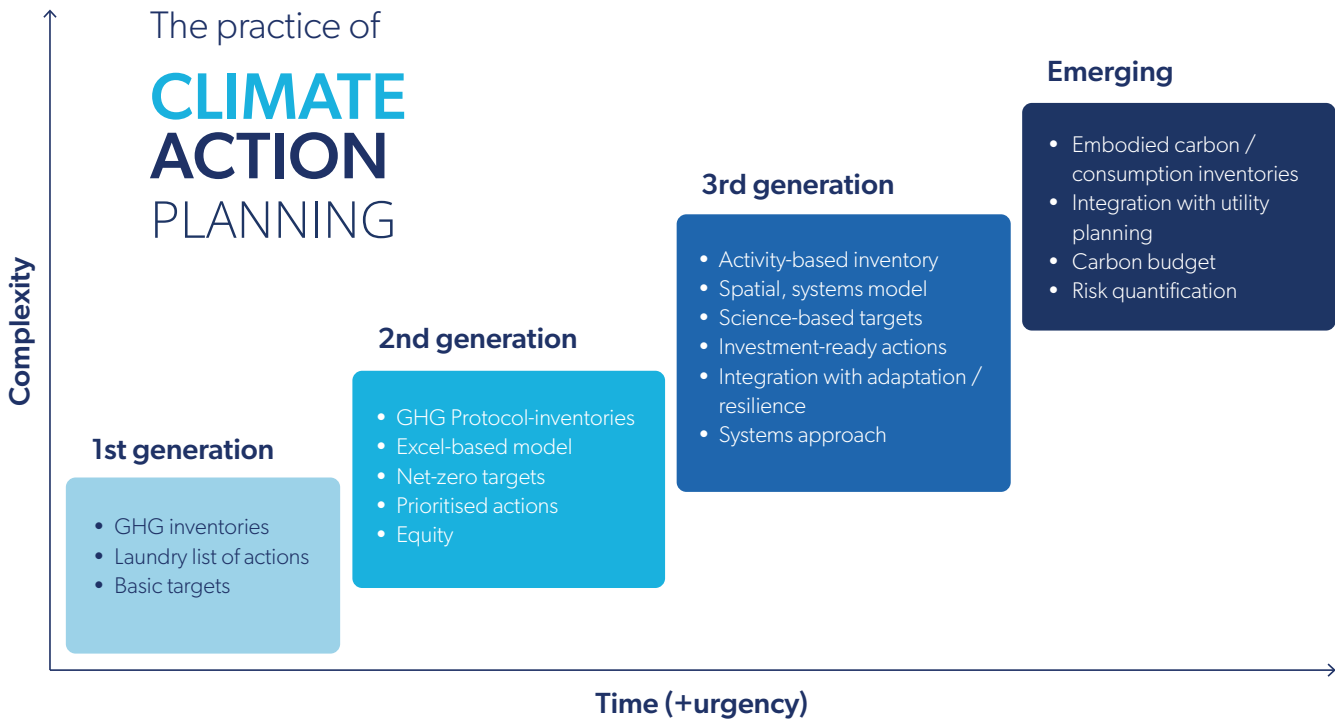 The practice of
CLIMATE
ACTION
PLANNING
Complexity
1st generation
• GHG inventories
• Laundry list of actions
• Basic targets
2nd generation
• GHG Protocol-inventories
• Excel-based model
• Net-zero targets
• Prioritised actions
• Equity
3rd generation
• Activity-based inventory
• Spatial, systems model
• Science-based targets
• Investment-ready actions
• Integration with adaptation /
resilience
• Systems approach
Emerging
• Embodied carbon /
consumption inventories
• Integration with utility
planning
• Carbon budget
• Risk quantification
Time (+urgency)